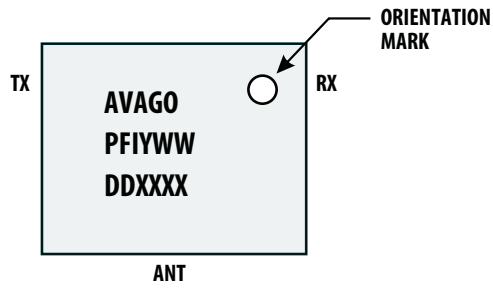 ORIENTATION
MARK
TX
RX
AVAGO
PFIYWW
DDXXXX
ANT